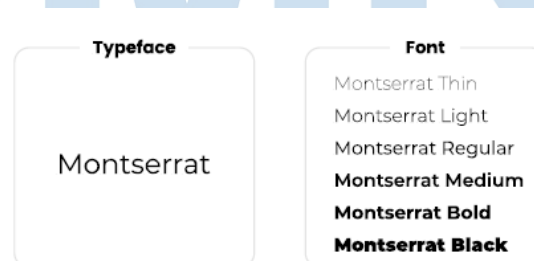 Typeface
Montserrat
Font
Montserrat Thin
Montserrat Light
Montserrat Regular
Montserrat Medium
Montserrat Bold
Montserrat Black